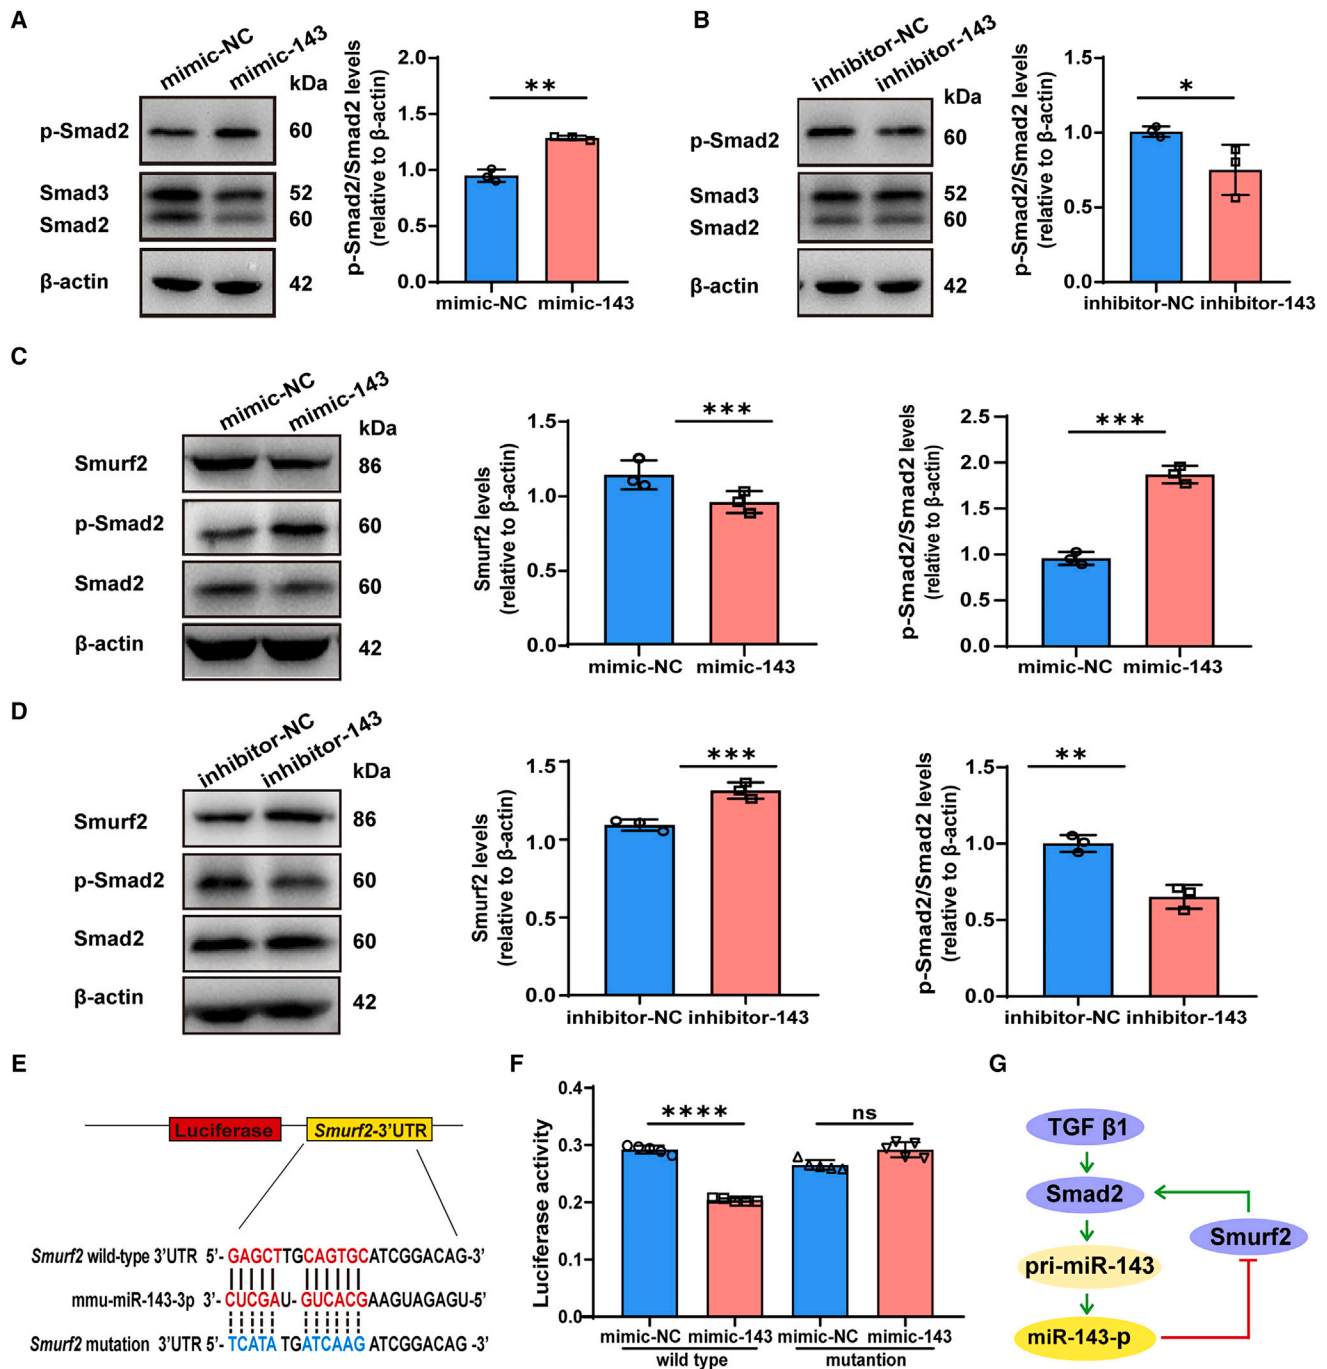 A
mimic-NC
mimic-143
kDa
p-Smad2
60
Smad3
52
Smad2
60
β-actin
42
p-Smad2/Smad2 levels
(relative to β-actin)
2.0
1.5
1.0
0.5
0.0
**
mimic-NC mimic-143
B
inhibitor-NC
inhibitor-143
kDa
p-Smad2
60
Smad3
52
Smad2
60
β-actin
42
p-Smad2/Smad2 levels
(relative to β-actin)
1.5
1.0
0.5
0.0
*
inhibitor-NC inhibitor-143
C
mimic-NC
mimic-143
kDa
Smurf2
86
p-Smad2
60
Smad2
60
β-actin
42
Smurf2 levels
(relative to β-actin)
1.5
1.0
0.5
0.0
***
mimic-NC mimic-143
p-Smad2/Smad2 levels
(relative to β-actin)
2.5
2.0
1.5
1.0
0.5
0.0
***
mimic-NC mimic-143
D
inhibitor-NC
inhibitor-143
kDa
Smurf2
86
p-Smad2
60
Smad2
60
β-actin
42
Smurf2 levels
(relative to β-actin)
1.5
1.0
0.5
0.0
***
inhibitor-NC inhibitor-143
p-Smad2/Smad2 levels
(relative to β-actin)
1.5
1.0
0.5
0.0
**
inhibitor-NC inhibitor-143
E
Luciferase
Smurf2-3'UTR
Smurf2 wild-type 3'UTR 5'- GAGCTTGCAGTGCATCGGACAG-3'
mmu-miR-143-3p 3'- CUCGAU- GUCACGAAGUAGAGU-5'
Smurf2 mutation 3'UTR 5'- TCATA TGATCAAG ATCGGACAG -3'
F
Luciferase activity
0.4
0.3
0.2
0.1
0.0
****
ns
mimic-NC mimic-143 mimic-NC mimic-143
wild type
mutantion
G
TGF β1
Smad2
Smurf2
pri-miR-143
miR-143-p